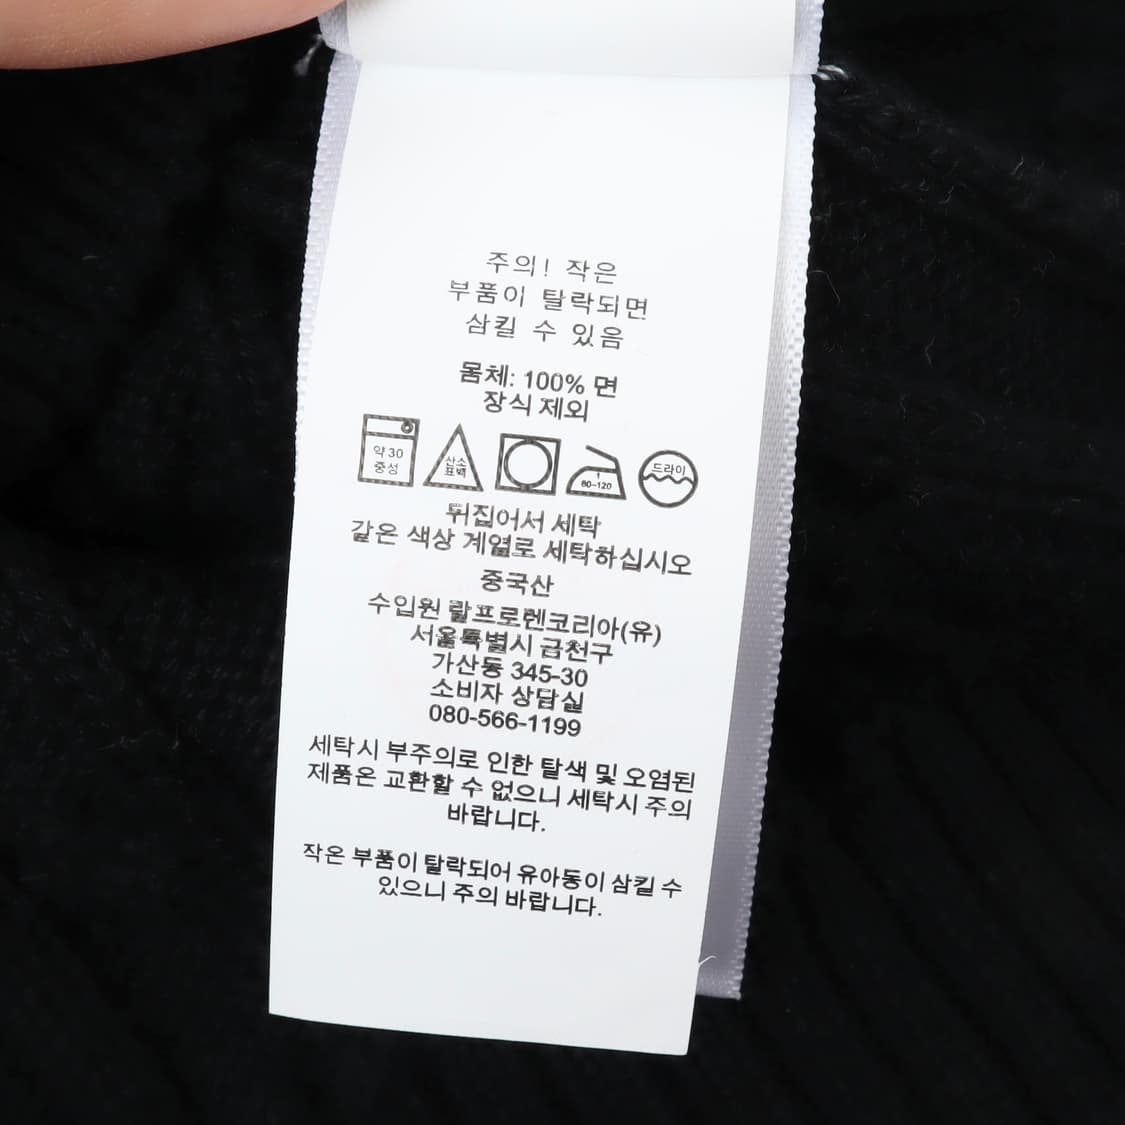 주의! 작은
부품이 탈락되면
삼킬 수 있음
몸체: 100% 면
장식 제외
약 30
중성
산소
표백
1
80~120
드라이
뒤집어서 세탁
같은 색상 계열로 세탁하십시오
중국산
수입원 랄프로렌코리아(유)
서울특별시 금천구
가산동 345-30
소비자 상담실
080-566-1199
세탁시 부주의로 인한 탈색 및 오염된
제품은 교환할 수 없으니 세탁시 주의
바랍니다.
작은 부품이 탈락되어 유아동이 삼킬 수
있으니 주의 바랍니다.